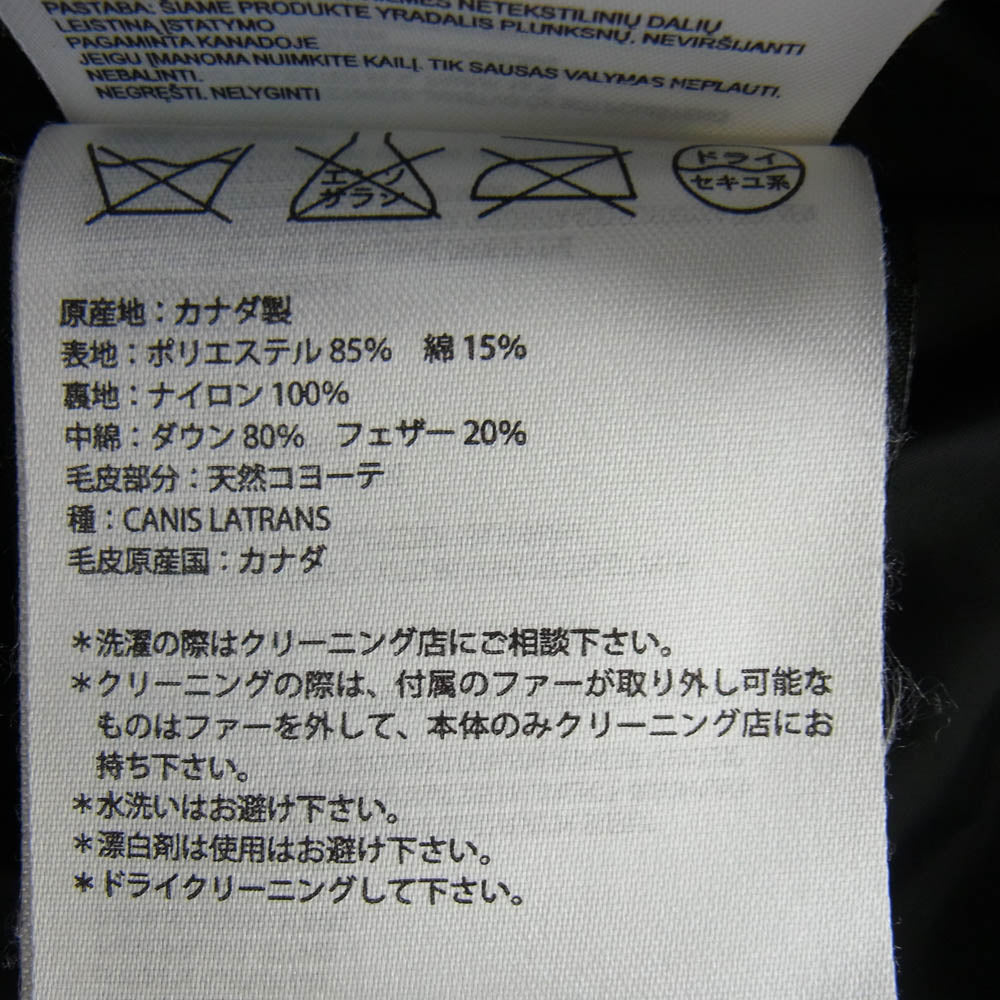 NETEKSTILINIŲ DALIŲ
PASTABA: ŠIAME PRODUKTE YRADALIS PLUNKSNŲ. NEVIRŠIJANTI
LEISTINA ĮSTATYMO
PAGAMINTA KANADOJE
JEIGU ĮMANOMA NUIMKITE KAILĮ. TIK SAUSAS VALYMAS NEPLAUTI.
NEBALINTI.
NEGRĘŠTI. NELYGINTI
エンソ
サラシ
ドライ
セキユ系
原産地：カナダ製
表地：ポリエステル 85%　綿 15%
裏地：ナイロン 100%
中綿：ダウン 80%　フェザー 20%
毛皮部分：天然コヨーテ
種：CANIS LATRANS
毛皮原産国：カナダ
＊洗濯の際はクリーニング店にご相談下さい。
＊クリーニングの際は、付属のファーが取り外し可能な
ものはファーを外して、本体のみクリーニング店にお
持ち下さい。
＊水洗いはお避け下さい。
＊漂白剤は使用はお避け下さい。
＊ドライクリーニングして下さい。